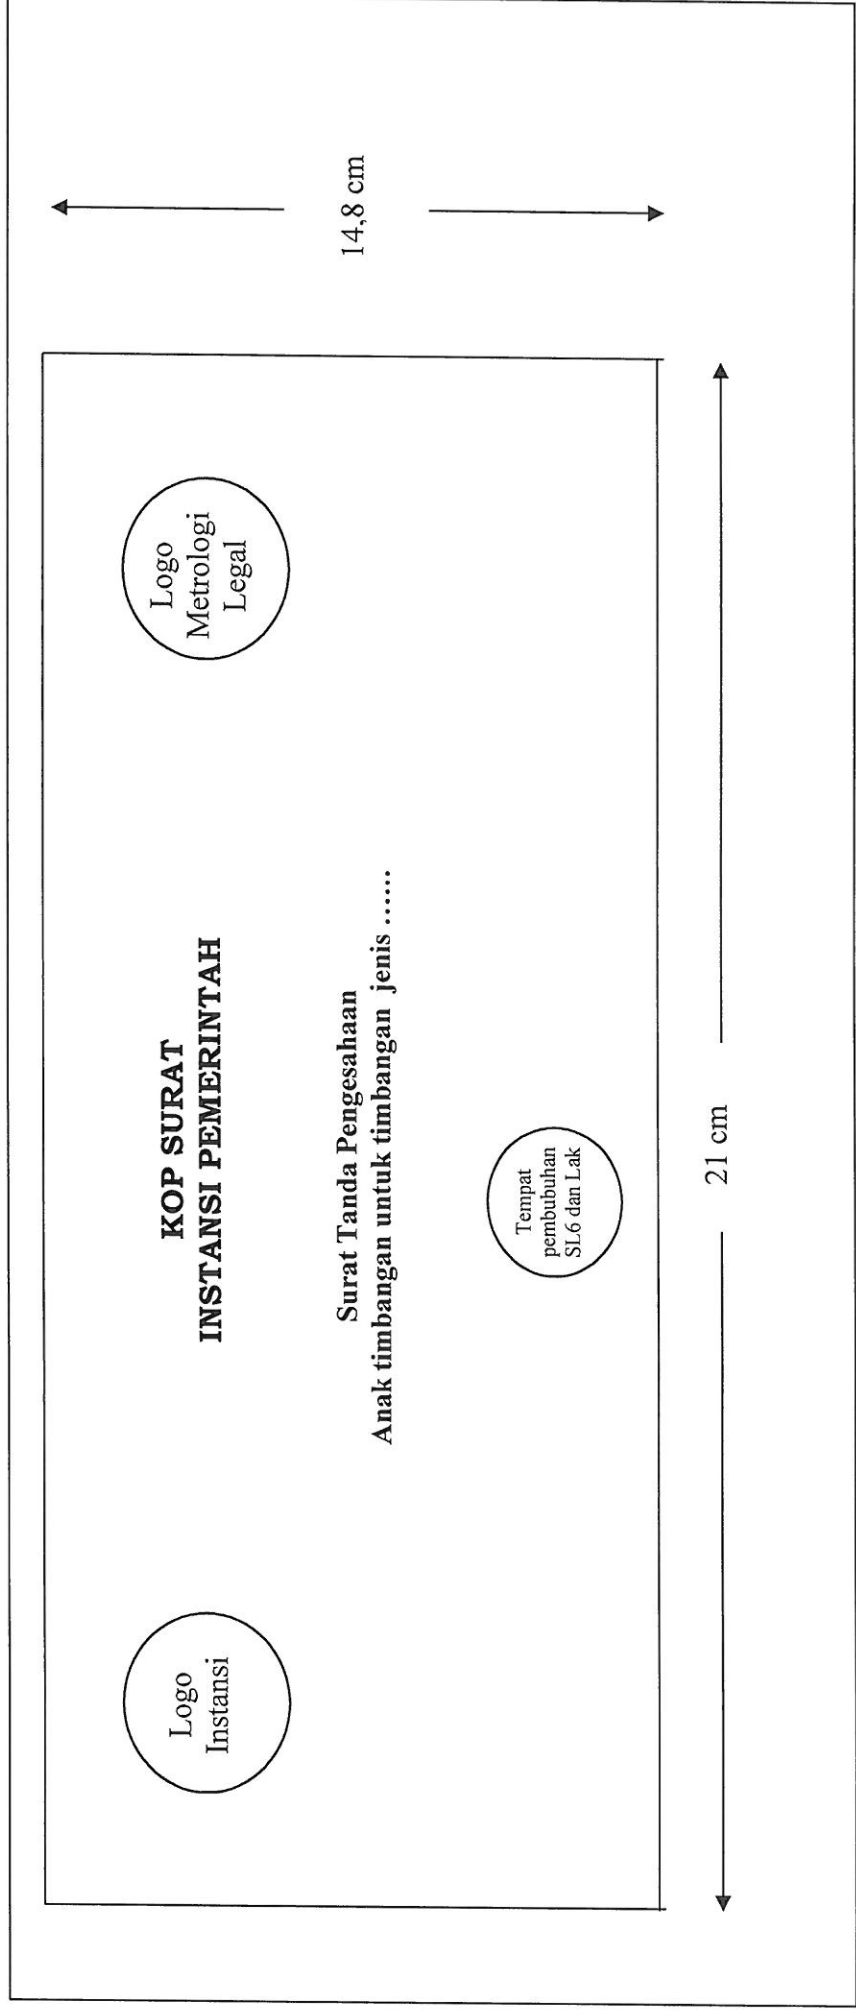 Logo
Instansi
KOP SURAT
INSTANSI PEMERINTAH
Logo
Metrologi
Legal
Surat Tanda Pengesahaan
Anak timbangan untuk timbangan jenis ......
Tempat
pembubuhan
SL6 dan Lak
14,8 cm
21 cm